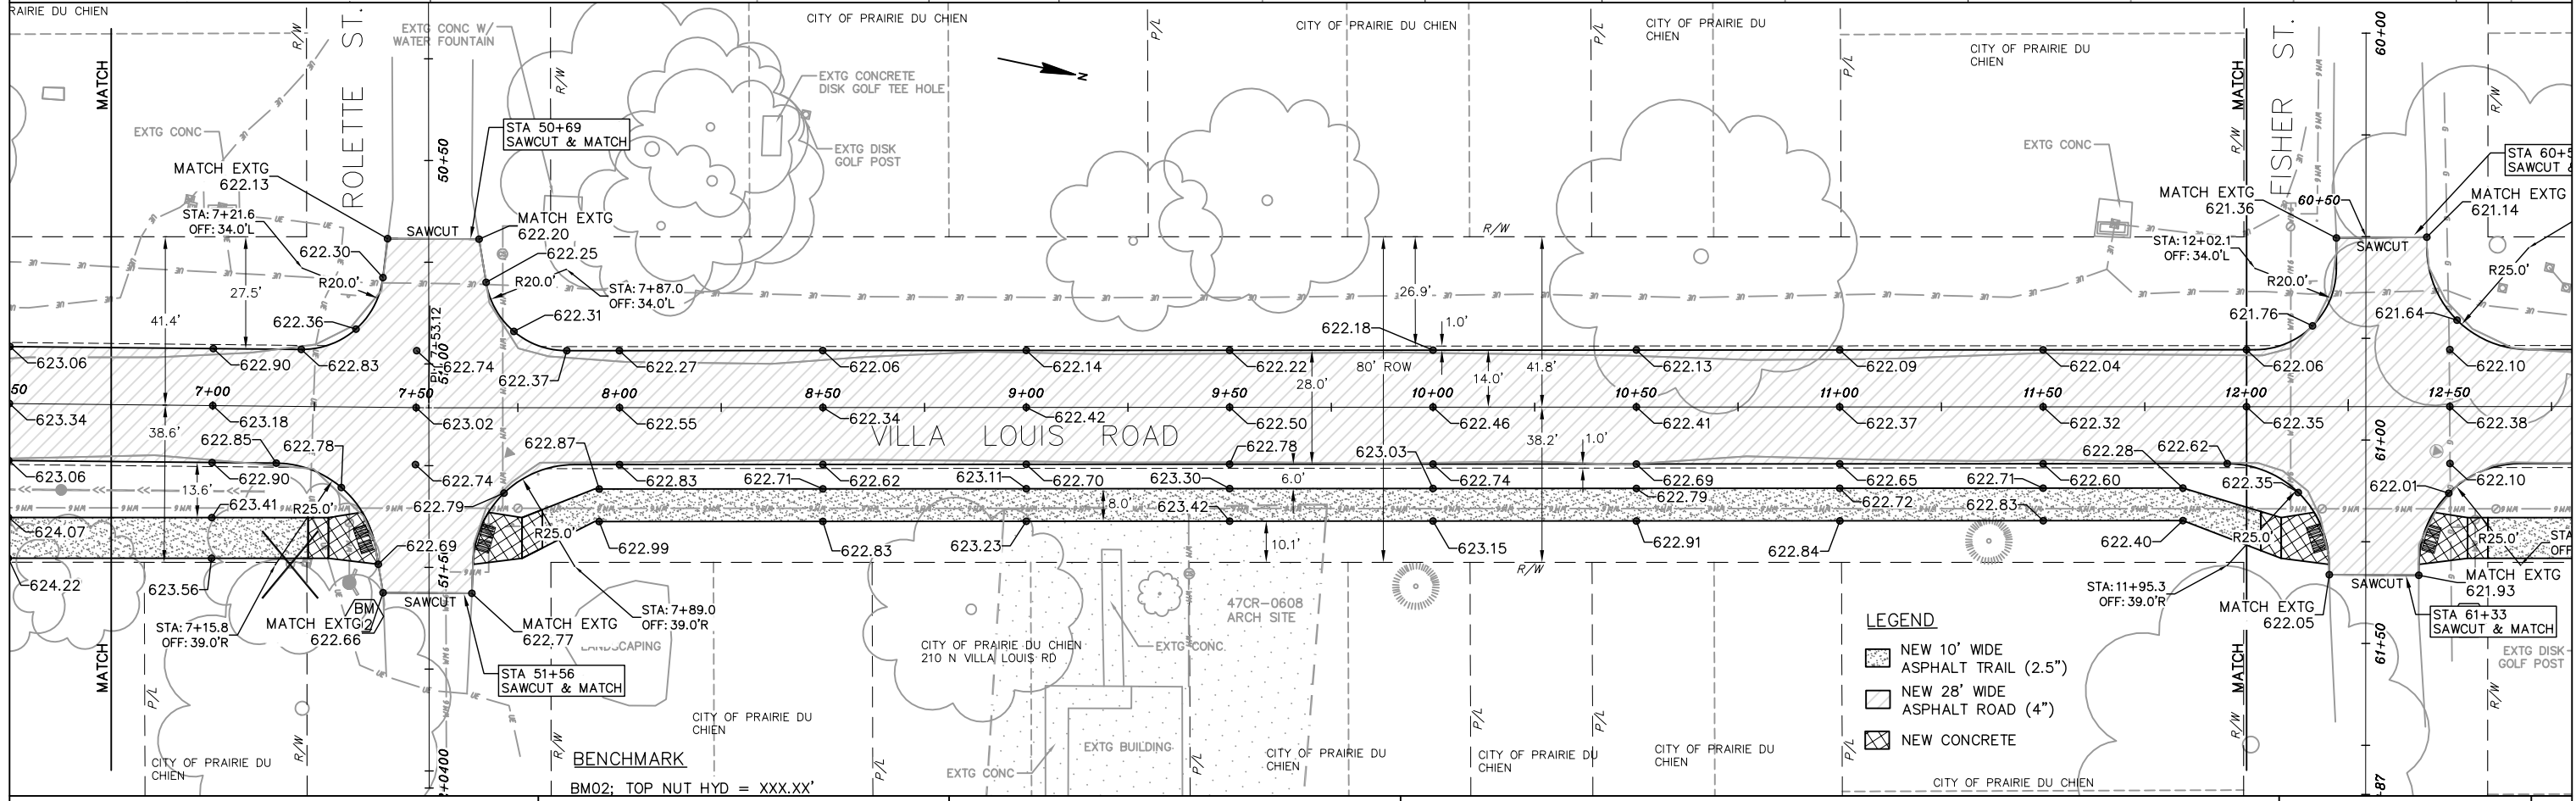 RAIRIE DU CHIEN
R/W
MATCH
ROLETTE ST.
EXTG CONC W/
WATER FOUNTAIN
R/W
CITY OF PRAIRIE DU CHIEN
P/L
CITY OF PRAIRIE DU CHIEN
P/L
CITY OF PRAIRIE DU
CHIEN
P/L
CITY OF PRAIRIE DU
CHIEN
MATCH
R/W
FISHER ST.
60+00
R/W
N
EXTG CONCRETE
DISK GOLF TEE HOLE
EXTG DISK
GOLF POST
EXTG CONC
EXTG CONC
50+50
STA 50+69
SAWCUT & MATCH
STA 60+5
SAWCUT &
MATCH EXTG
622.13
STA: 7+21.6
OFF: 34.0'L
SAWCUT
MATCH EXTG
622.20
622.30
622.25
R20.0'
R20.0'
STA: 7+87.0
OFF: 34.0'L
27.5'
41.4'
622.36
622.31
R/W
MATCH EXTG
621.36
60+50
MATCH EXTG
621.14
SAWCUT
STA: 12+02.1
OFF: 34.0'L
R20.0'
R25.0'
621.76
621.64
26.9'
1.0'
622.18
80' ROW
14.0'
41.8'
28.0'
623.06
622.90
622.83
622.74
622.37
622.27
622.06
622.14
622.22
622.13
622.09
622.04
622.06
622.10
50
7+00
7+50
8+00
8+50
9+00
9+50
10+00
10+50
11+00
11+50
12+00
12+50
623.34
623.18
623.02
622.55
622.34
622.42
622.50
622.46
622.41
622.37
622.32
622.35
622.38
61+00
VILLA LOUIS ROAD
38.6'
38.2'
1.0'
622.85
622.78
622.87
622.78
623.03
622.28
622.62
623.06
622.90
622.74
622.83
622.71
622.62
623.11
622.70
623.30
6.0'
622.74
622.69
622.65
622.71
622.60
622.35
622.01
622.10
13.6'
623.41
R25.0'
622.79
8.0'
623.42
622.79
622.72
622.83
624.07
R25.0'
622.69
622.99
622.83
623.23
10.1'
623.15
622.91
622.84
622.40
R25.0'
R25.0'
STA
OFF
624.22
623.56
51+50
R/W
SAWCUT
SAWCUT
BM
MATCH EXTG
622.66
STA: 7+15.8
OFF: 39.0'R
MATCH EXTG
622.77
STA: 7+89.0
OFF: 39.0'R
STA 51+56
SAWCUT & MATCH
STA: 11+95.3
OFF: 39.0'R
MATCH EXTG
622.05
MATCH EXTG
621.93
STA 61+33
SAWCUT & MATCH
61+50
EXTG DISK
GOLF POST
47CR-0608
ARCH SITE
CITY OF PRAIRIE DU CHIEN
210 N VILLA LOUIS RD
EXTG CONC.
EXTG BUILDING
EXTG CONC
LEGEND
NEW 10' WIDE
ASPHALT TRAIL (2.5")
NEW 28' WIDE
ASPHALT ROAD (4")
NEW CONCRETE
MATCH
P/L
R/W
R/W
P/L
P/L
P/L
P/L
P/L
R/W
MATCH
R/W
CITY OF PRAIRIE DU
CHIEN
CITY OF PRAIRIE DU
CHIEN
CITY OF PRAIRIE DU
CHIEN
CITY OF PRAIRIE DU
CHIEN
CITY OF PRAIRIE DU
CHIEN
CITY OF PRAIRIE DU CHIEN
BENCHMARK
BM02; TOP NUT HYD = XXX.XX'